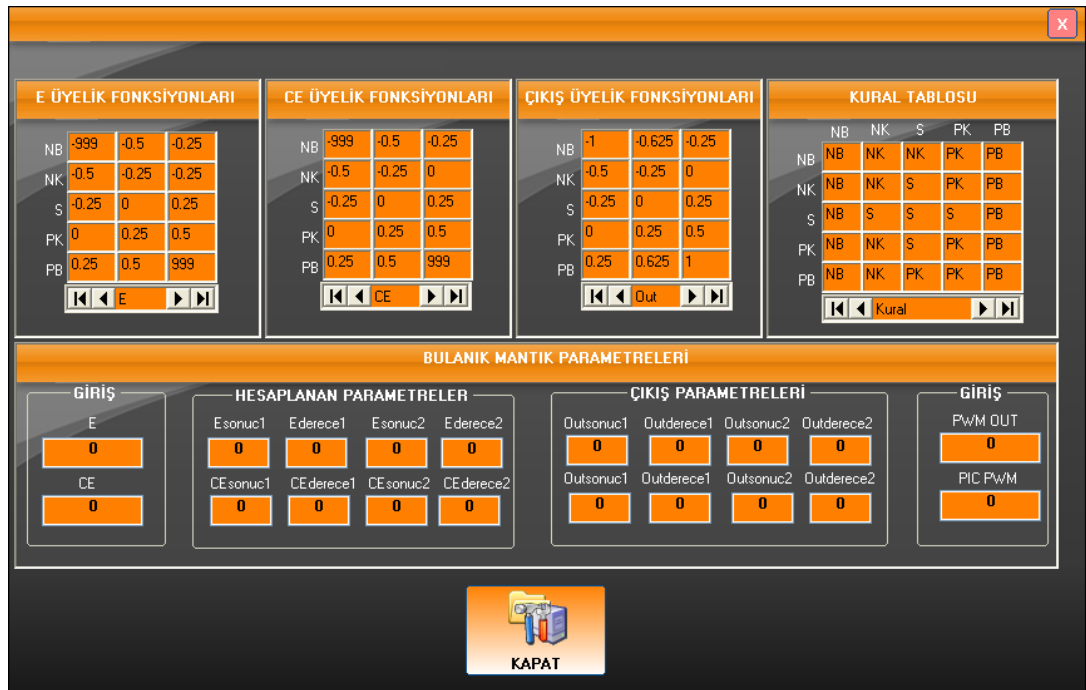 X
E ÜYELİK FONKSİYONLARI
NB -999 -0.5 -0.25
NK -0.5 -0.25 -0.25
S -0.25 0 0.25
PK 0 0.25 0.5
PB 0.25 0.5 999
E
CE ÜYELİK FONKSİYONLARI
NB -999 -0.5 -0.25
NK -0.5 -0.25 0
S -0.25 0 0.25
PK 0 0.25 0.5
PB 0.25 0.5 999
CE
ÇIKIŞ ÜYELİK FONKSİYONLARI
NB -1 -0.625 -0.25
NK -0.5 -0.25 0
S -0.25 0 0.25
PK 0 0.25 0.5
PB 0.25 0.625 1
Out
KURAL TABLOSU
NB NK S PK PB
NB NB NK NK PK PB
NK NB NK S PK PB
S NB S S S PB
PK NB NK S PK PB
PB NB NK PK PK PB
Kural
BULANIK MANTIK PARAMETRELERİ
GİRİŞ
E
0
CE
0
HESAPLANAN PARAMETRELER
Esonuc1 Ederece1 Esonuc2 Ederece2
0 0 0 0
CEsonuc1 CEderece1 CEsonuc2 CEderece2
0 0 0 0
ÇIKIŞ PARAMETRELERİ
Outsonuc1 Outderece1 Outsonuc2 Outderece2
0 0 0 0
Outsonuc1 Outderece1 Outsonuc2 Outderece2
0 0 0 0
GİRİŞ
PWM OUT
0
PIC PWM
0
KAPAT